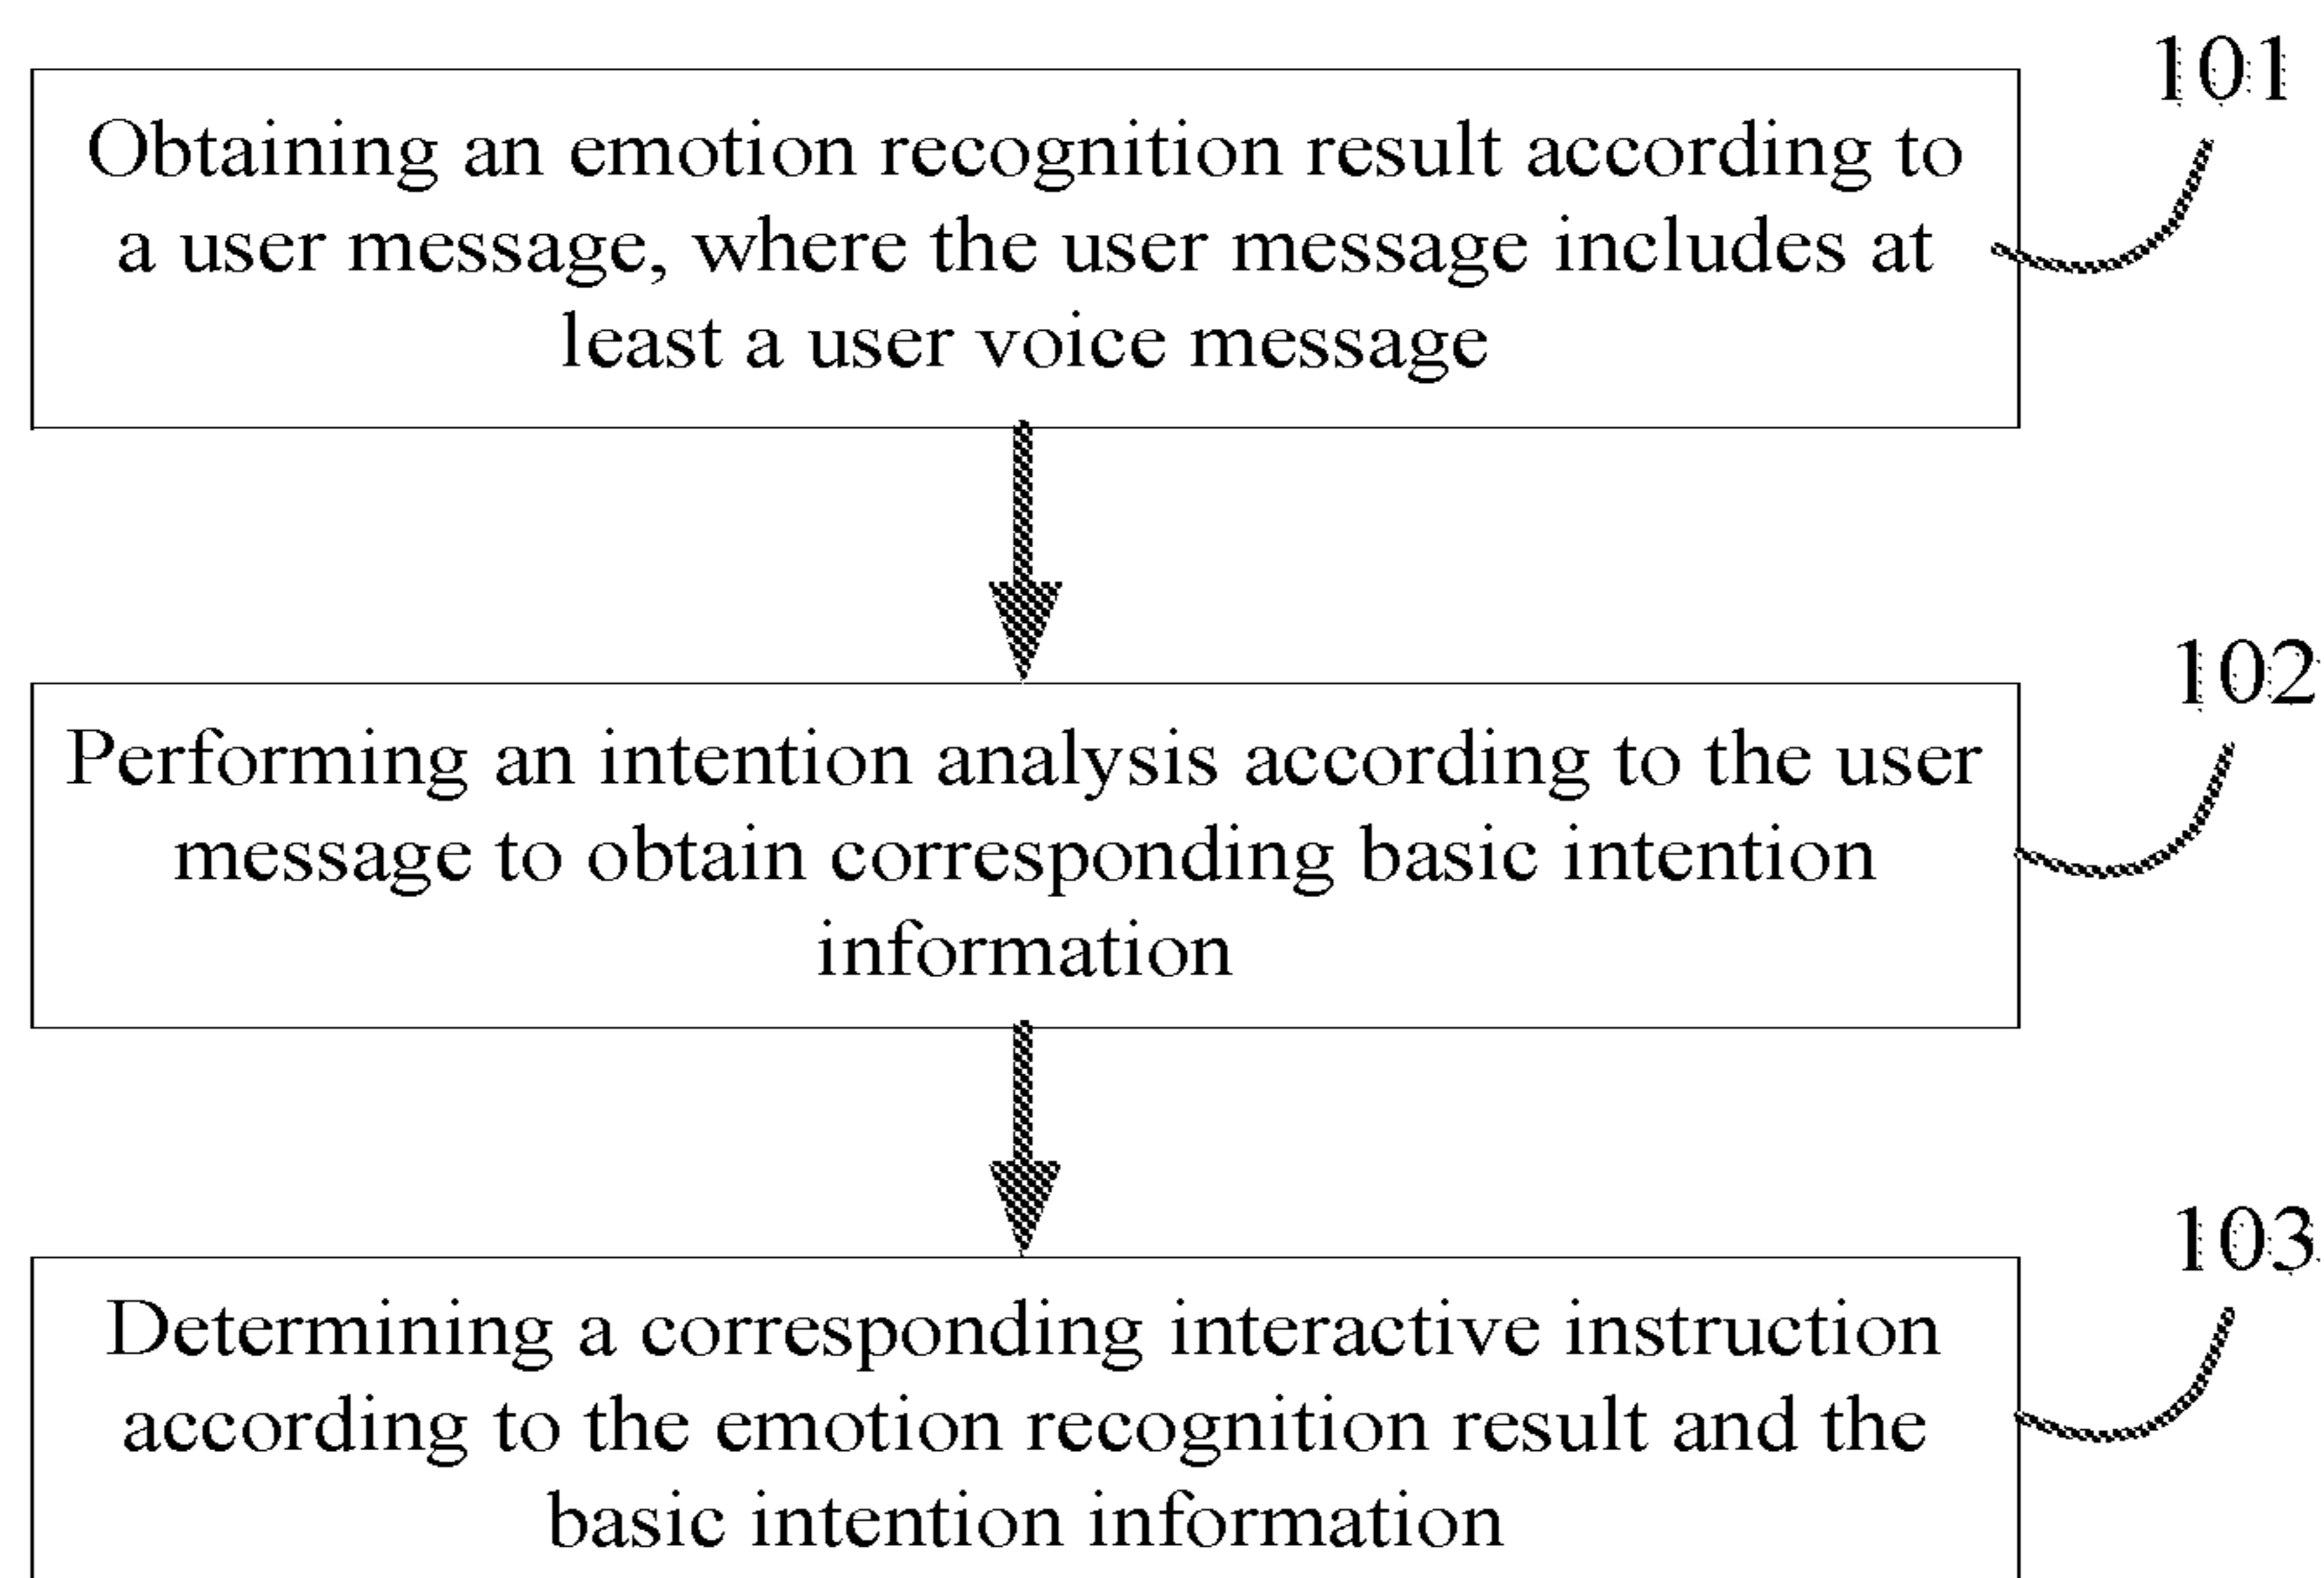 101
Obtaining an emotion recognition result according to
a user message, where the user message includes at
least a user voice message
102
Performing an intention analysis according to the user
message to obtain corresponding basic intention
information
103
Determining a corresponding interactive instruction
according to the emotion recognition result and the
basic intention information